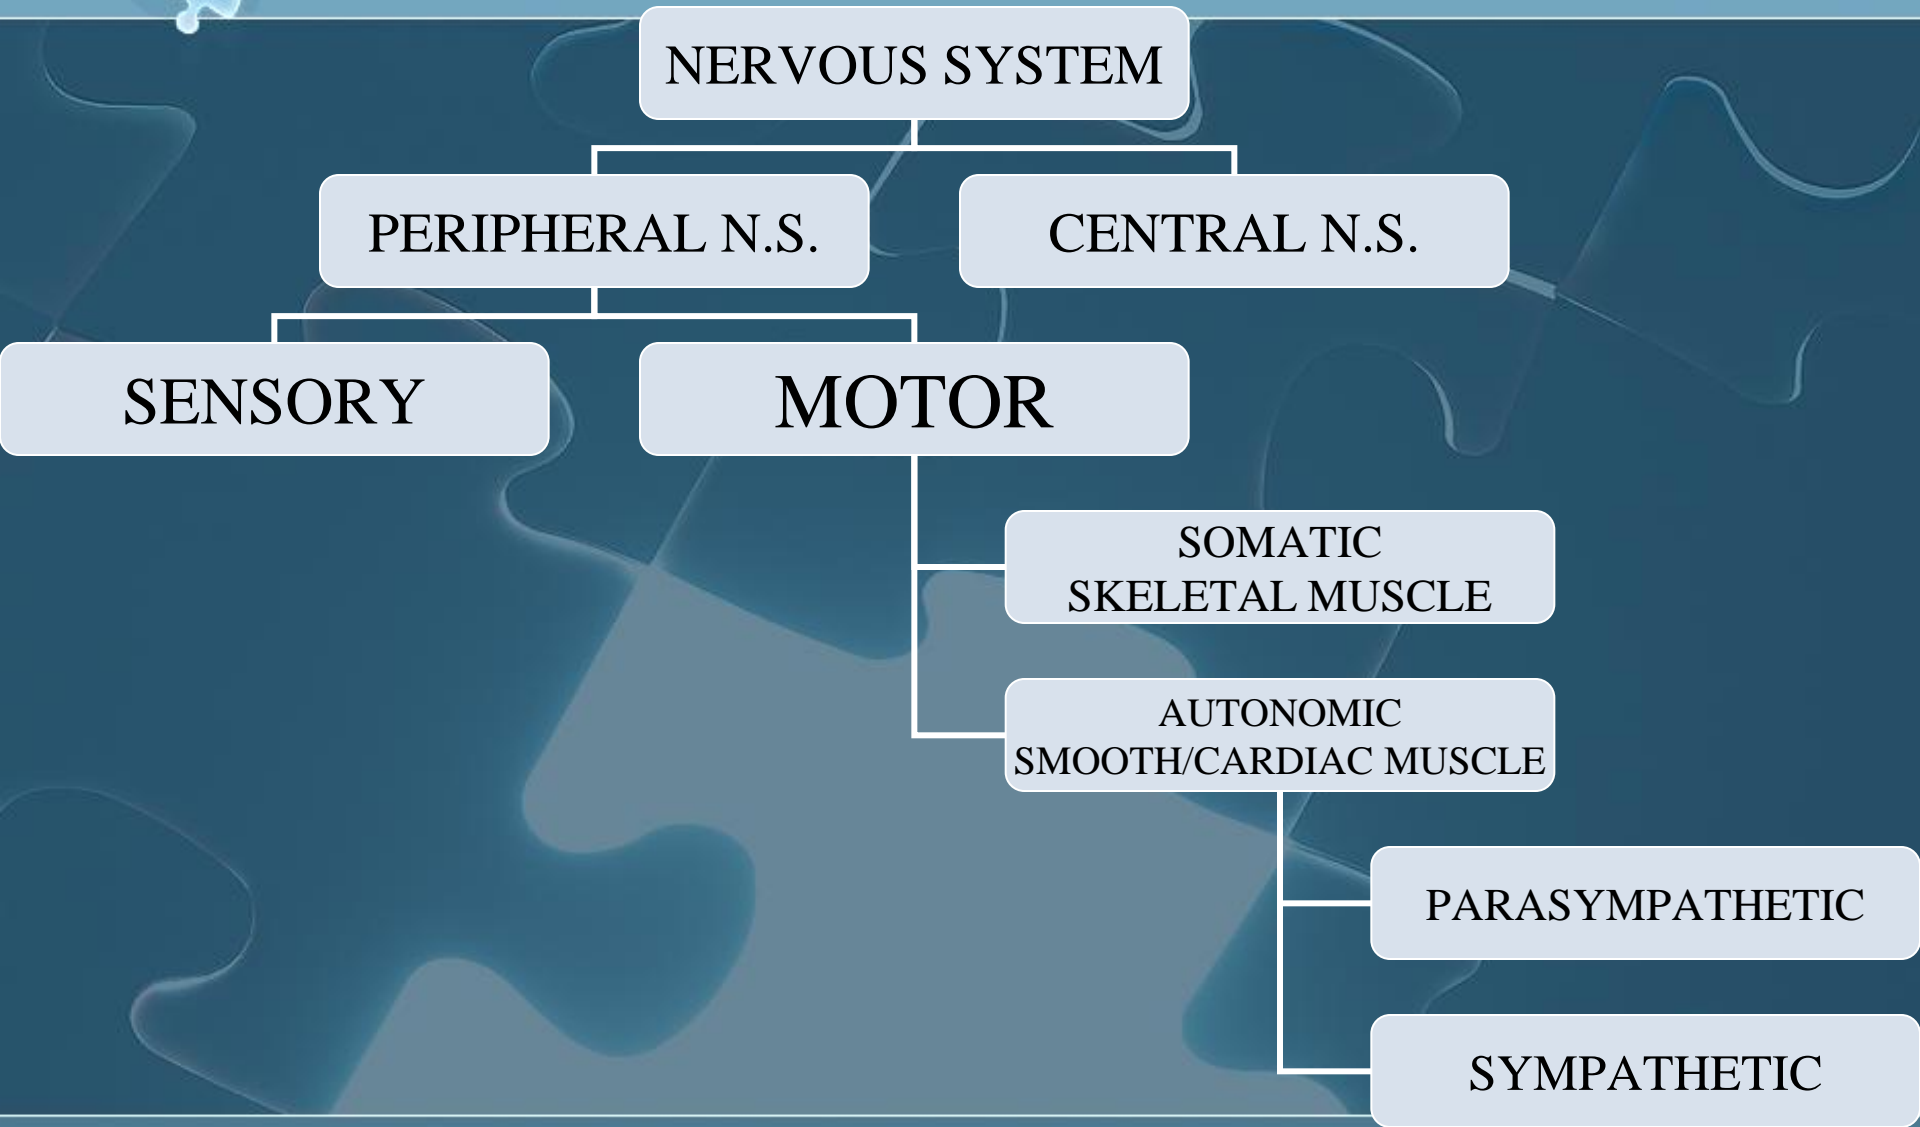 NERVOUS SYSTEM
PERIPHERAL N.S.
CENTRAL N.S.
SENSORY
MOTOR
SOMATIC
SKELETAL MUSCLE
AUTONOMIC
SMOOTH/CARDIAC MUSCLE
PARASYMPATHETIC
SYMPATHETIC